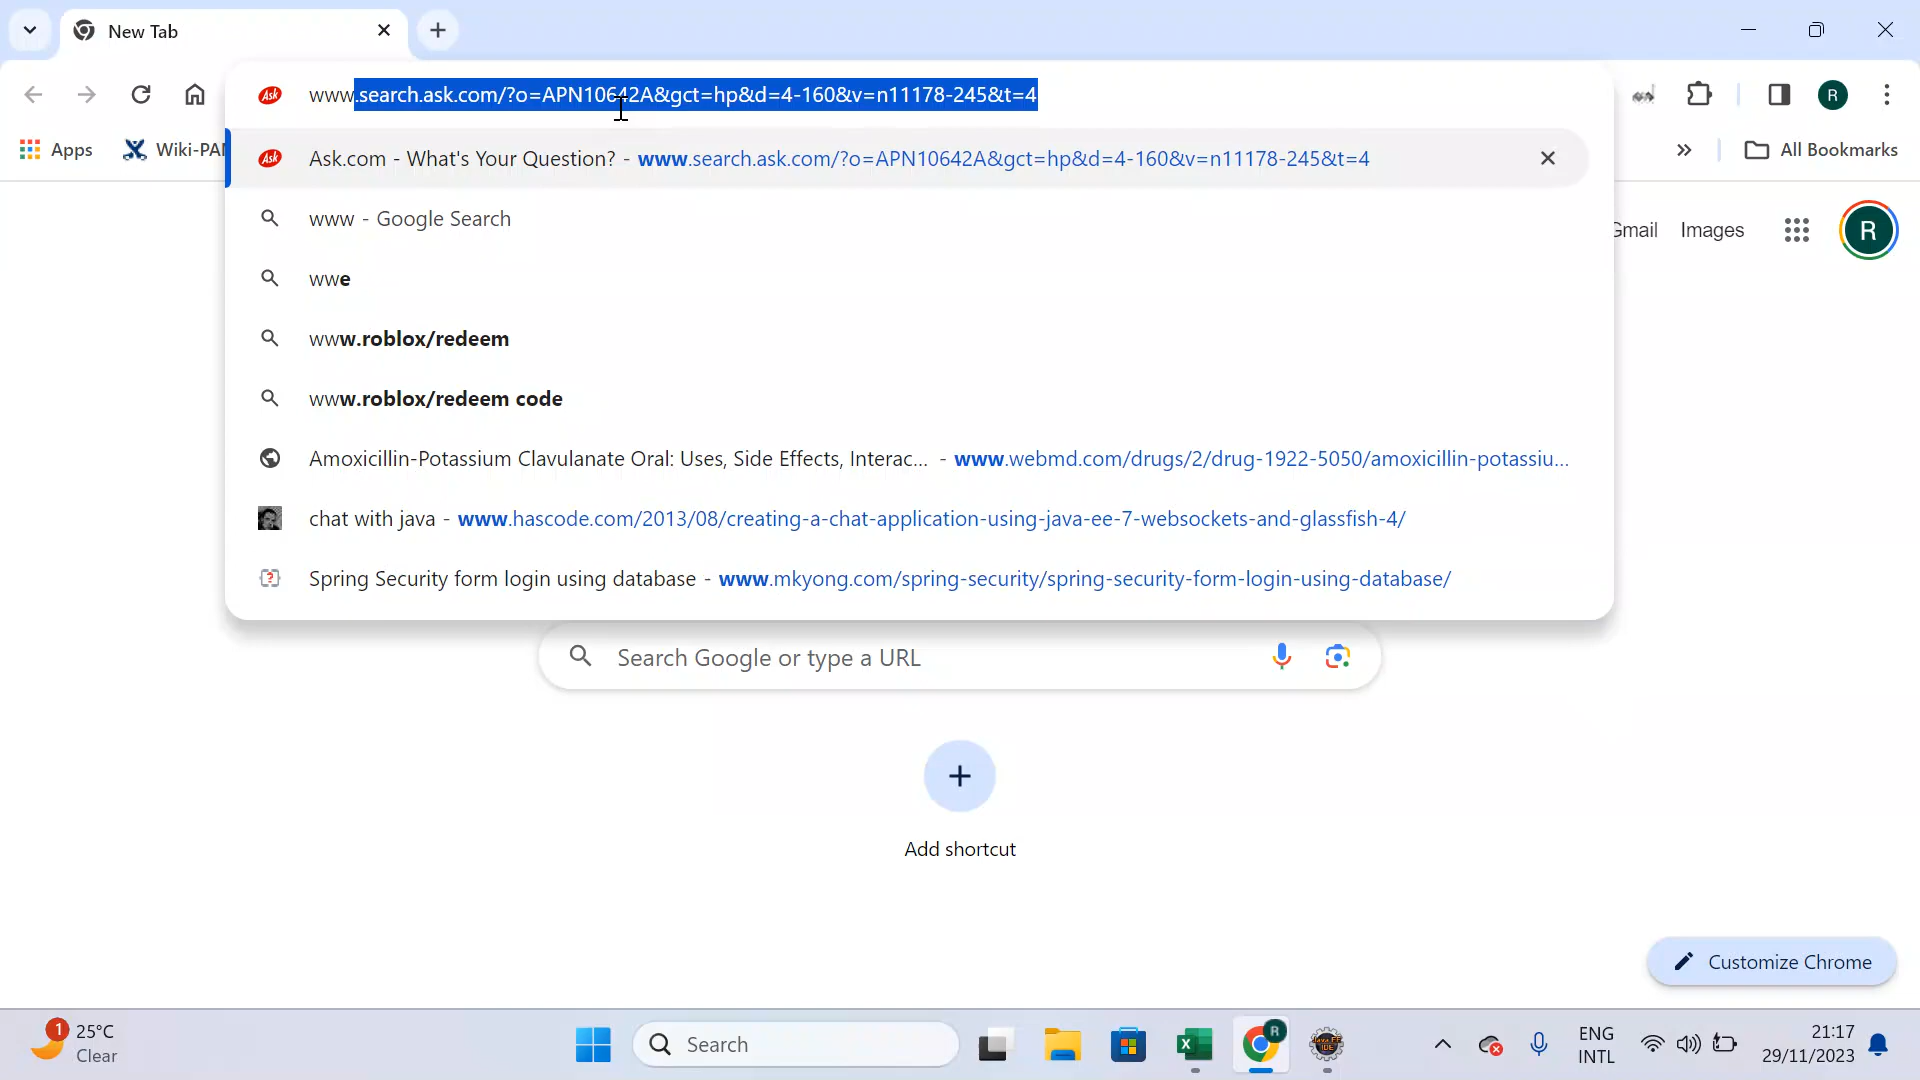 New Tab
Ask www.search.ask.com/?o=APN10642A&gct=hp&d=4-160&v=n11178-245&t=4
R
Apps
Wiki-PA
All Bookmarks
Ask Ask.com - What's Your Question? - www.search.ask.com/?o=APN10642A&gct=hp&d=4-160&v=n11178-245&t=4
www - Google Search
wwe
www.roblox/redeem
www.roblox/redeem code
Amoxicillin-Potassium Clavulanate Oral: Uses, Side Effects, Interac... - www.webmd.com/drugs/2/drug-1922-5050/amoxicillin-potassiu...
chat with java - www.hascode.com/2013/08/creating-a-chat-application-using-java-ee-7-websockets-and-glassfish-4/
Spring Security form login using database - www.mkyong.com/spring-security/spring-security-form-login-using-database/
Gmail Images R
Search Google or type a URL
Add shortcut
Customize Chrome
1 25°C
Clear
Search
R
ENG
INTL
21:17
29/11/2023